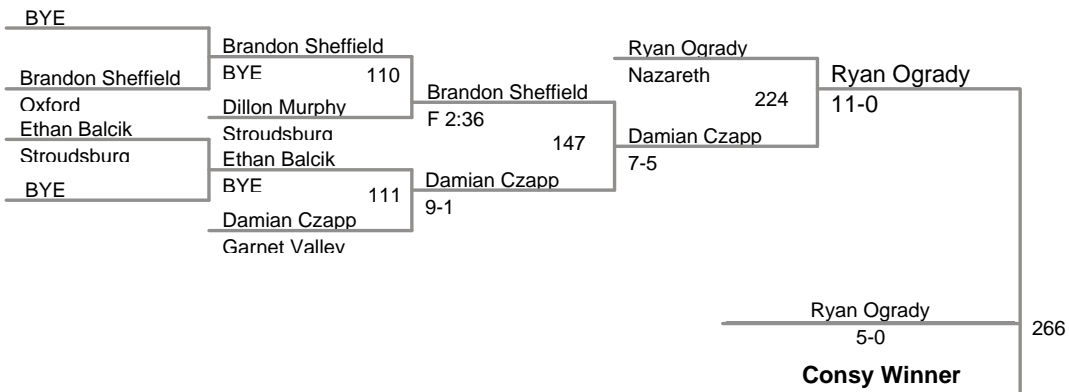 BYE
Brandon Sheffield
Oxford
Ethan Balcik
Stroudsburg
BYE
Brandon Sheffield
BYE
110
Dillon Murphy
Stroudsburg
Ethan Balcik
BYE
111
Damian Czapp
Garnet Valley
Brandon Sheffield
F 2:36
147
Damian Czapp
9-1
Ryan Ogrady
Nazareth
224
Damian Czapp
7-5
Ryan Ogrady
11-0
Ryan Ogrady
5-0
266
Consy Winner